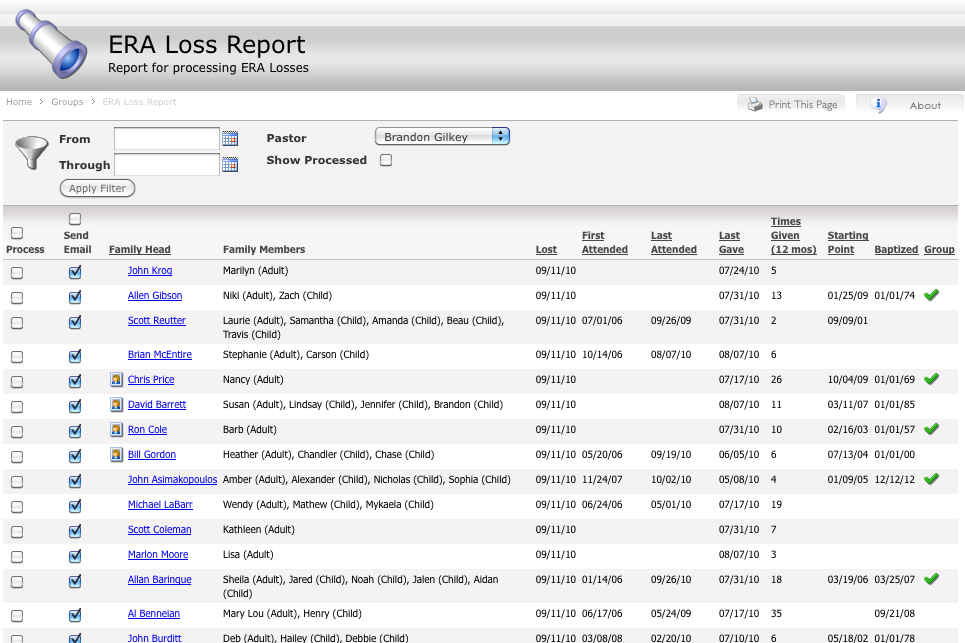 ERA Loss Report
Report for processing ERA Losses
Home > Groups > ERA Loss Report
Print This Page
About
From
Pastor
Brandon Gilkey
Through
Show Processed
Apply Filter
Process Send Email Family Head Family Members Lost First Attended Last Attended Last Gave Times Given (12 mos) Starting Point Baptized Group
John Krog Marilyn (Adult) 09/11/10 07/24/10 5
Allen Gibson Niki (Adult), Zach (Child) 09/11/10 07/31/10 13 01/25/09 01/01/74
Scott Reutter Laurie (Adult), Samantha (Child), Amanda (Child), Beau (Child), 09/11/10 07/01/06 09/26/09 07/31/10 2 09/09/01
Travis (Child)
Brian McEntire Stephanie (Adult), Carson (Child) 09/11/10 10/14/06 08/07/10 08/07/10 6
Chris Price Nancy (Adult) 09/11/10 07/17/10 26 10/04/09 01/01/69
David Barrett Susan (Adult), Lindsay (Child), Jennifer (Child), Brandon (Child) 09/11/10 08/07/10 11 03/11/07 01/01/85
Ron Cole Barb (Adult) 09/11/10 07/31/10 10 02/16/03 01/01/57
Bill Gordon Heather (Adult), Chandler (Child), Chase (Child) 09/11/10 05/20/06 09/19/10 06/05/10 6 07/13/04 01/01/00
John Asimakopoulos Amber (Adult), Alexander (Child), Nicholas (Child), Sophia (Child) 09/11/10 11/24/07 10/02/10 05/08/10 4 01/09/05 12/12/12
Michael LaBarr Wendy (Adult), Mathew (Child), Mykaela (Child) 09/11/10 06/24/06 05/01/10 07/17/10 19
Scott Coleman Kathleen (Adult) 09/11/10 07/31/10 7
Marlon Moore Lisa (Adult) 09/11/10 08/07/10 3
Allan Baringue Sheila (Adult), Jared (Child), Noah (Child), Jalen (Child), Aidan 09/11/10 01/14/06 09/26/10 07/31/10 18 03/19/06 03/25/07
(Child)
Al Benneian Mary Lou (Adult), Henry (Child) 09/11/10 06/17/06 05/24/09 07/17/10 35 09/21/08
John Burditt Deb (Adult), Hailey (Child), Debbie (Child) 09/11/10 03/08/08 02/20/10 07/10/10 6 05/18/02 01/01/78